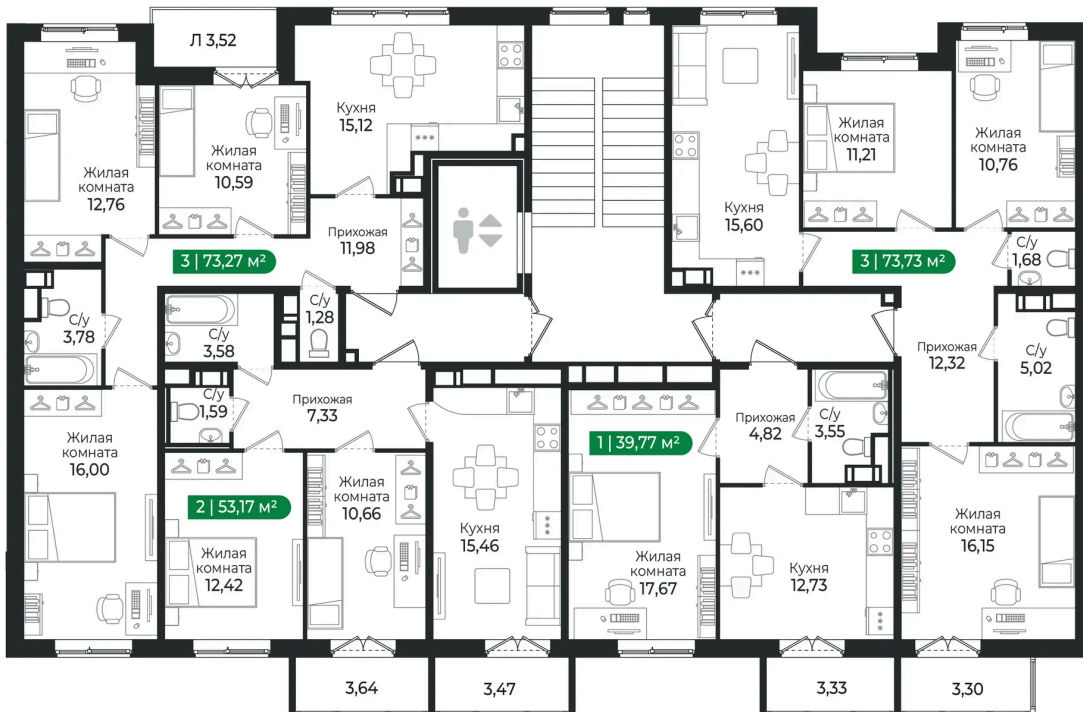 Л 3,52
Кухня
15,12
Жилая
комната
12,76
Жилая
комната
10,59
Прихожая
11,98
3 | 73,27 м²
С/у
1,28
С/у
3,78
С/у
3,58
С/у
1,59
Жилая
комната
16,00
Прихожая
7,33
2 | 53,17 м²
Жилая
комната
12,42
Жилая
комната
10,66
Кухня
15,46
3,64
3,47
Кухня
15,60
Жилая
комната
11,21
Жилая
комната
10,76
3 | 73,73 м²
С/у
1,68
Прихожая
12,32
С/у
5,02
1 | 39,77 м²
Прихожая
4,82
С/у
3,55
Жилая
комната
17,67
Кухня
12,73
Жилая
комната
16,15
3,33
3,30